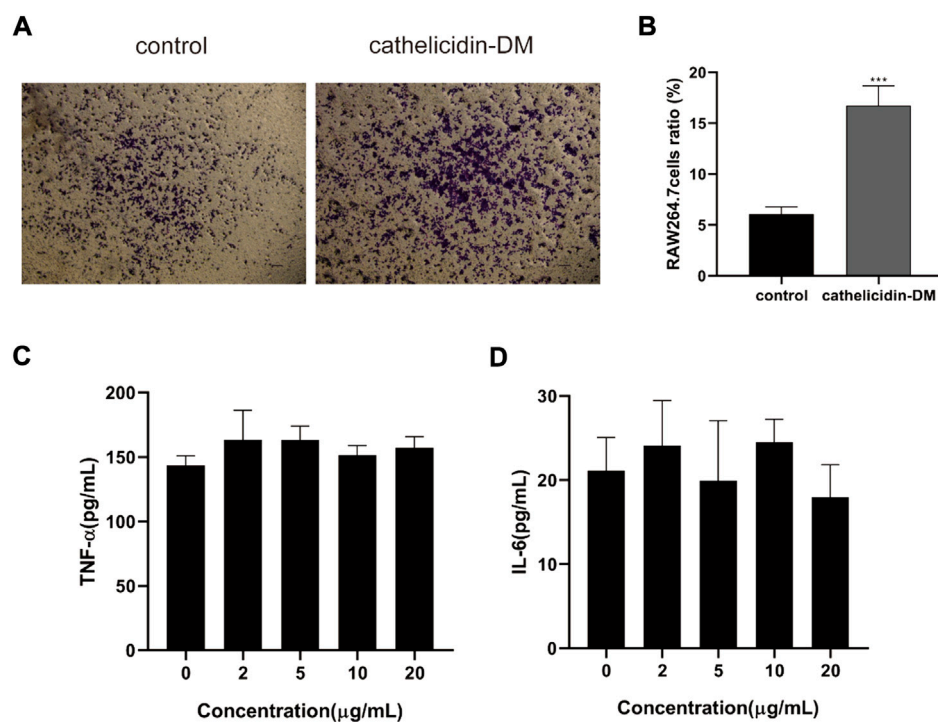 A
control
cathelicidin-DM
B
RAW264.7cells ratio (%)
20
15
10
5
0
***
control
cathelicidin-DM
C
TNF-α(pg/mL)
200
150
100
50
0
0 2 5 10 20
Concentration(μg/mL)
D
IL-6(pg/mL)
30
20
10
0
0 2 5 10 20
Concentration(μg/mL)